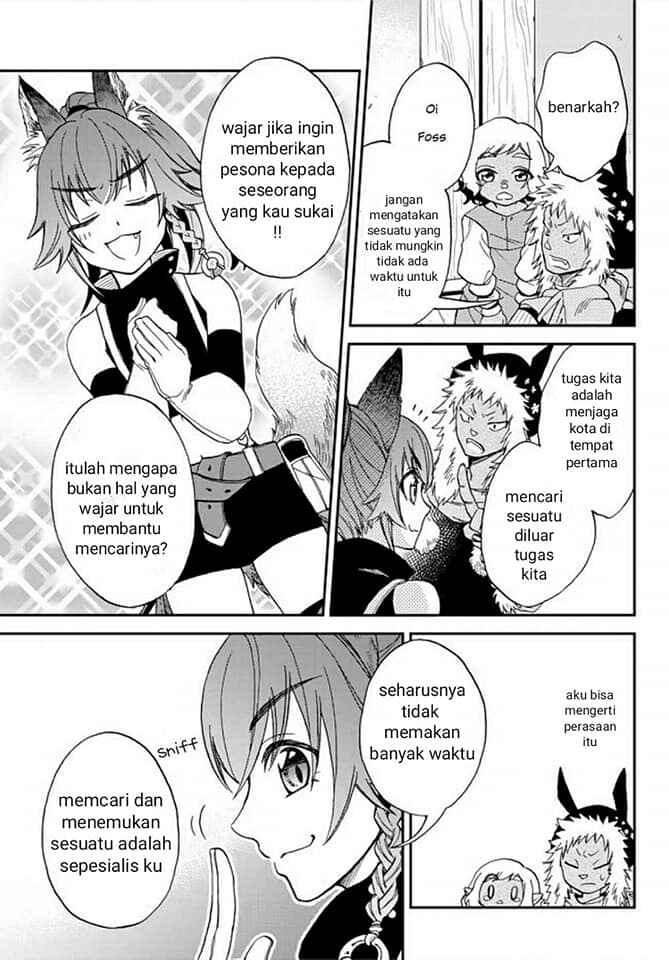 benarkah?
Oi
Foss
jangan
mengatakan
sesuatu yang
tidak mungkin
tidak ada
waktu untuk
itu
wajar jika ingin
memberikan
pesona kepada
seseorang
yang kau sukai
!!
itulah mengapa
bukan hal yang
wajar untuk
membantu
mencarinya?
tugas kita
adalah
menjaga
kota di
tempat
pertama
mencari
sesuatu
diluar
tugas
kita
aku bisa
mengerti
perasaan
itu
seharusnya
tidak
memakan
banyak waktu
sniff
memcari dan
menemukan
sesuatu adalah
sepesialis ku